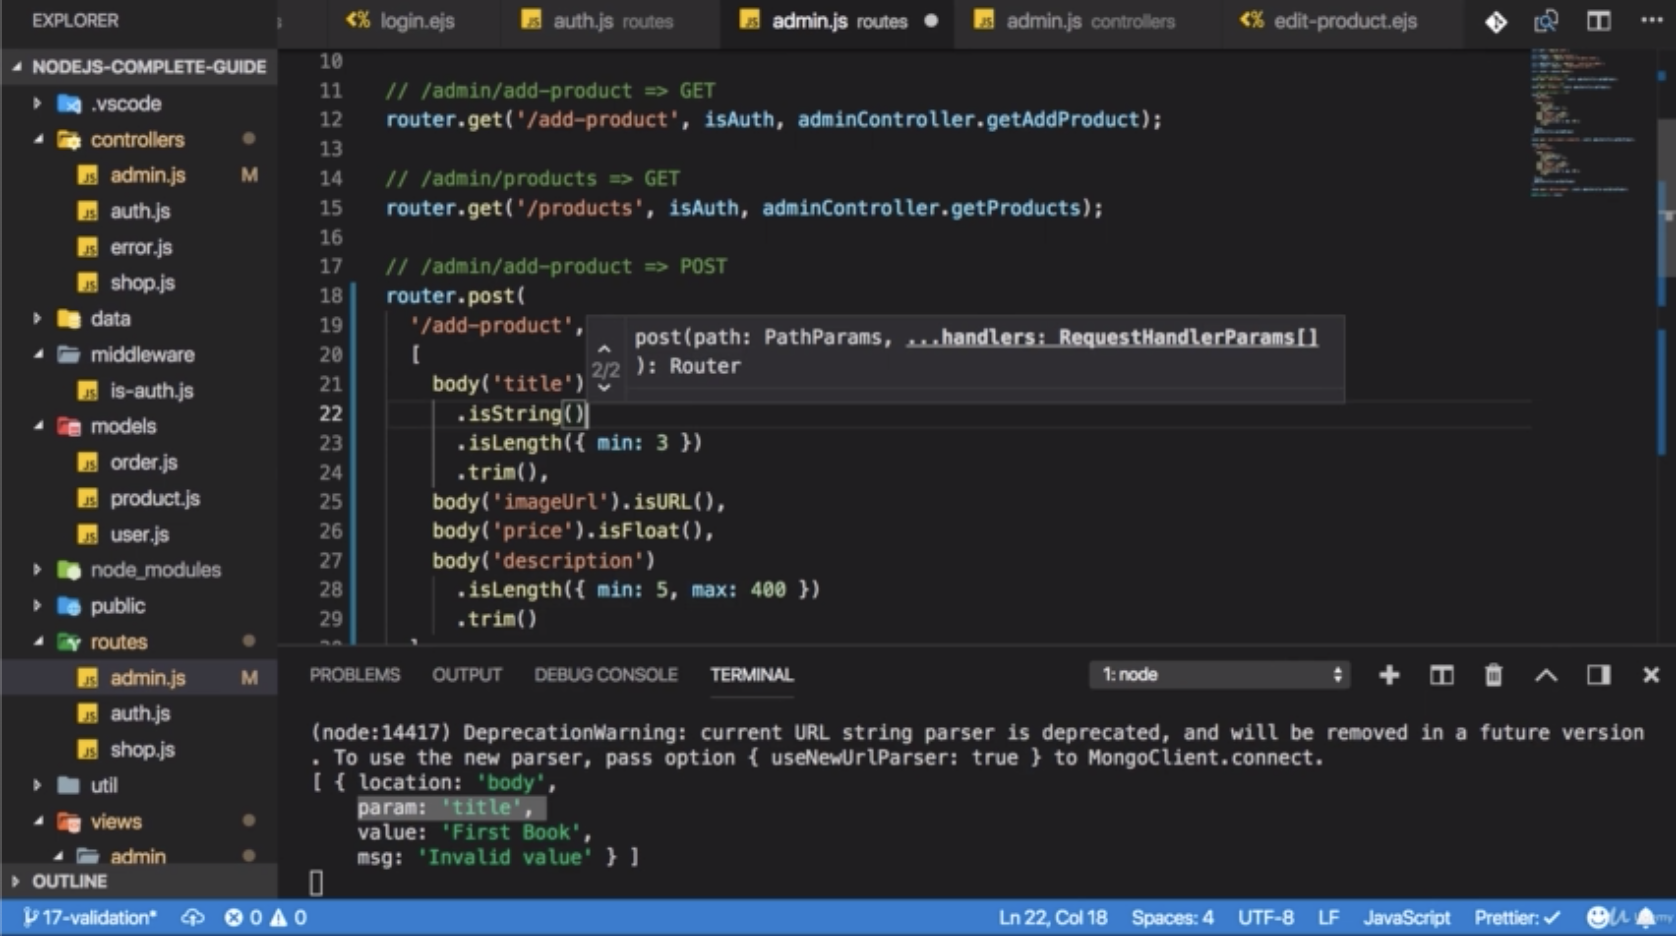 EXPLORER
login.ejs
auth.js routes
admin.js routes
admin.js controllers
edit-product.ejs
NODEJS-COMPLETE-GUIDE
.vscode
controllers
admin.js M
auth.js
error.js
shop.js
data
middleware
is-auth.js
models
order.js
product.js
user.js
node_modules
public
routes
admin.js M
auth.js
shop.js
util
views
admin
OUTLINE
10
11 // /admin/add-product => GET
12 router.get('/add-product', isAuth, adminController.getAddProduct);
13
14 // /admin/products => GET
15 router.get('/products', isAuth, adminController.getProducts);
16
17 // /admin/add-product => POST
18 router.post(
19 '/add-product',
20 [
21 body('title')
22 .isString()
23 .isLength({ min: 3 })
24 .trim(),
25 body('imageUrl').isURL(),
26 body('price').isFloat(),
27 body('description')
28 .isLength({ min: 5, max: 400 })
29 .trim()
post(path: PathParams, ...handlers: RequestHandlerParams[]
2/2
): Router
PROBLEMS OUTPUT DEBUG CONSOLE TERMINAL
1: node
(node:14417) DeprecationWarning: current URL string parser is deprecated, and will be removed in a future version
. To use the new parser, pass option { useNewUrlParser: true } to MongoClient.connect.
[ { location: 'body',
param: 'title',
value: 'First Book',
msg: 'Invalid value' } ]
17-validation* 0 0
Ln 22, Col 18 Spaces: 4 UTF-8 LF JavaScript Prettier: ✓